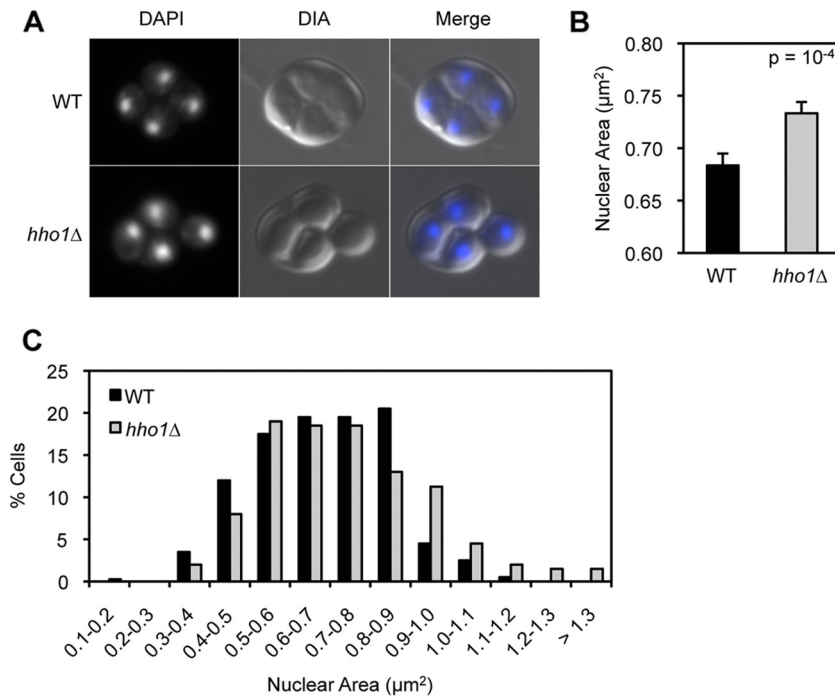 A
DAPI DIA Merge
WT
hho1Δ
B
0.80
0.75
0.70
0.65
0.60
Nuclear Area (µm²)
p = 10⁻⁴
WT hho1Δ
C
25
20
15
10
5
0
% Cells
WT
hho1Δ
0.1-0.2 0.2-0.3 0.3-0.4 0.4-0.5 0.5-0.6 0.6-0.7 0.7-0.8 0.8-0.9 0.9-1.0 1.0-1.1 1.1-1.2 1.2-1.3 > 1.3
Nuclear Area (µm²)